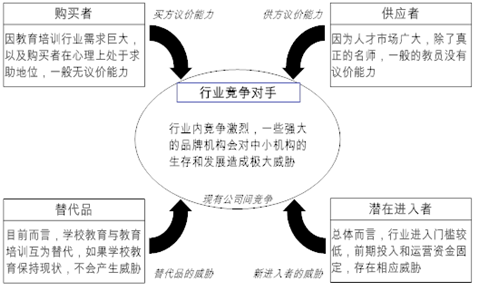 购买者
因教育培训行业需求巨大，
以及购买者在心理上处于求
助地位，一般无议价能力
买方议价能力
供方议价能力
供应者
因为人才市场广大，除了真
正的名师，一般的教员没有
议价能力
行业竞争对手
行业内竞争激烈，一些强大
的品牌机构会对中小机构的
生存和发展造成极大威胁
现有公司间竞争
替代品
目前而言，学校教育与教育
培训互为替代，如果学校教
育保持现状，不会产生威胁
替代品的威胁
新进入者的威胁
潜在进入者
总体而言，行业进入门槛较
低，前期投入和运营资金固
定，存在相应威胁